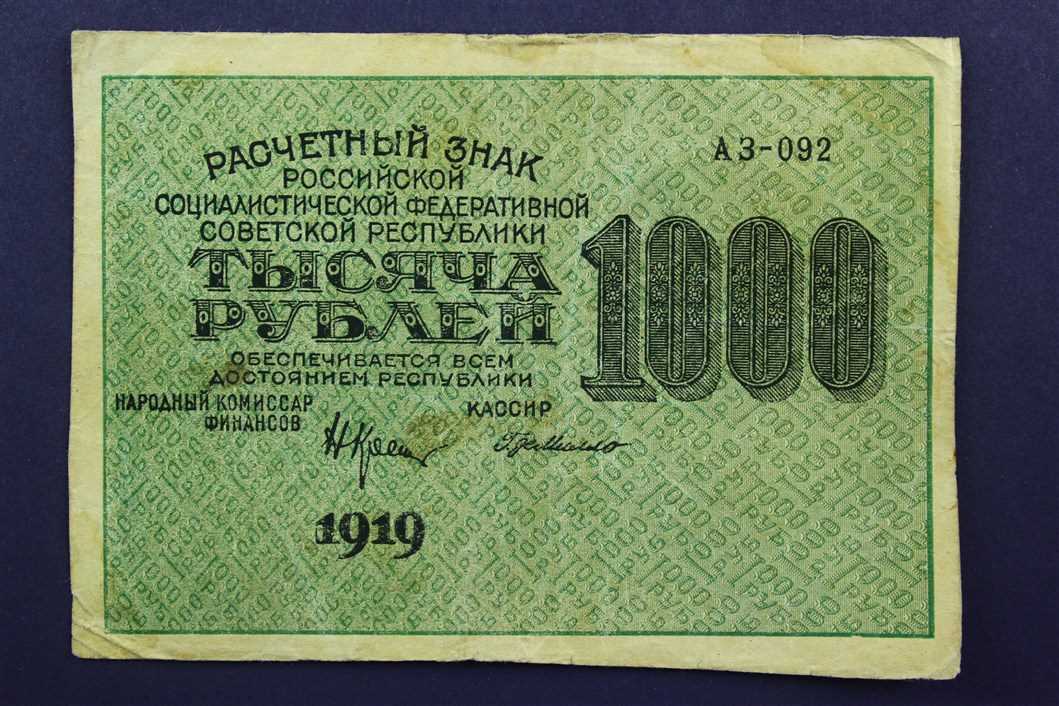 РАСЧЕТНЫЙ ЗНАК
РОССИЙСКОЙ
СОЦИАЛИСТИЧЕСКОЙ ФЕДЕРАТИВНОЙ
СОВЕТСКОЙ РЕСПУБЛИКИ
ТЫСЯЧА
РУБЛЕЙ
ОБЕСПЕЧИВАЕТСЯ ВСЕМ
ДОСТОЯНИЕМ РЕСПУБЛИКИ
НАРОДНЫЙ КОМИССАР
ФИНАНСОВ
КАССИР
1919
АЗ-092
1000